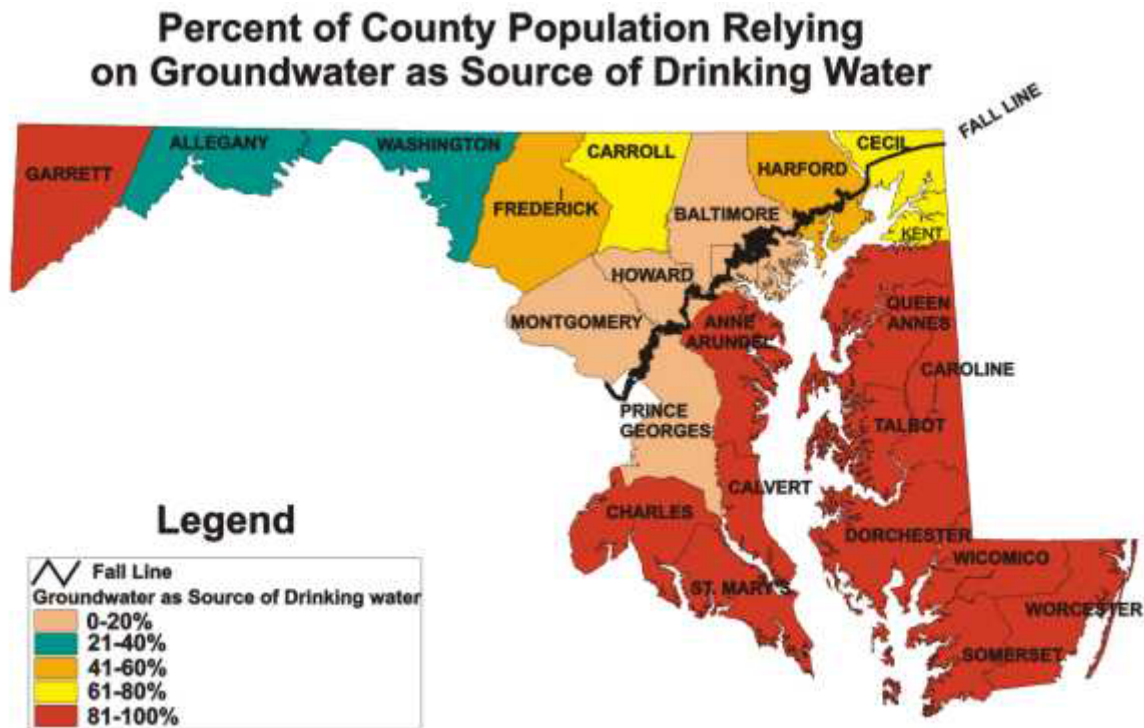 Percent of County Population Relying
on Groundwater as Source of Drinking Water
FALL LINE
GARRETT
ALLEGANY
WASHINGTON
FREDERICK
CARROLL
BALTIMORE
HARFORD
CECIL
KENT
HOWARD
MONTGOMERY
ANNE
ARUNDEL
QUEEN
ANNES
CAROLINE
PRINCE
GEORGES
TALBOT
CALVERT
CHARLES
DORCHESTER
WICOMICO
ST. MARY'S
WORCESTER
SOMERSET
Legend
Fall Line
Groundwater as Source of Drinking water
0-20%
21-40%
41-60%
61-80%
81-100%